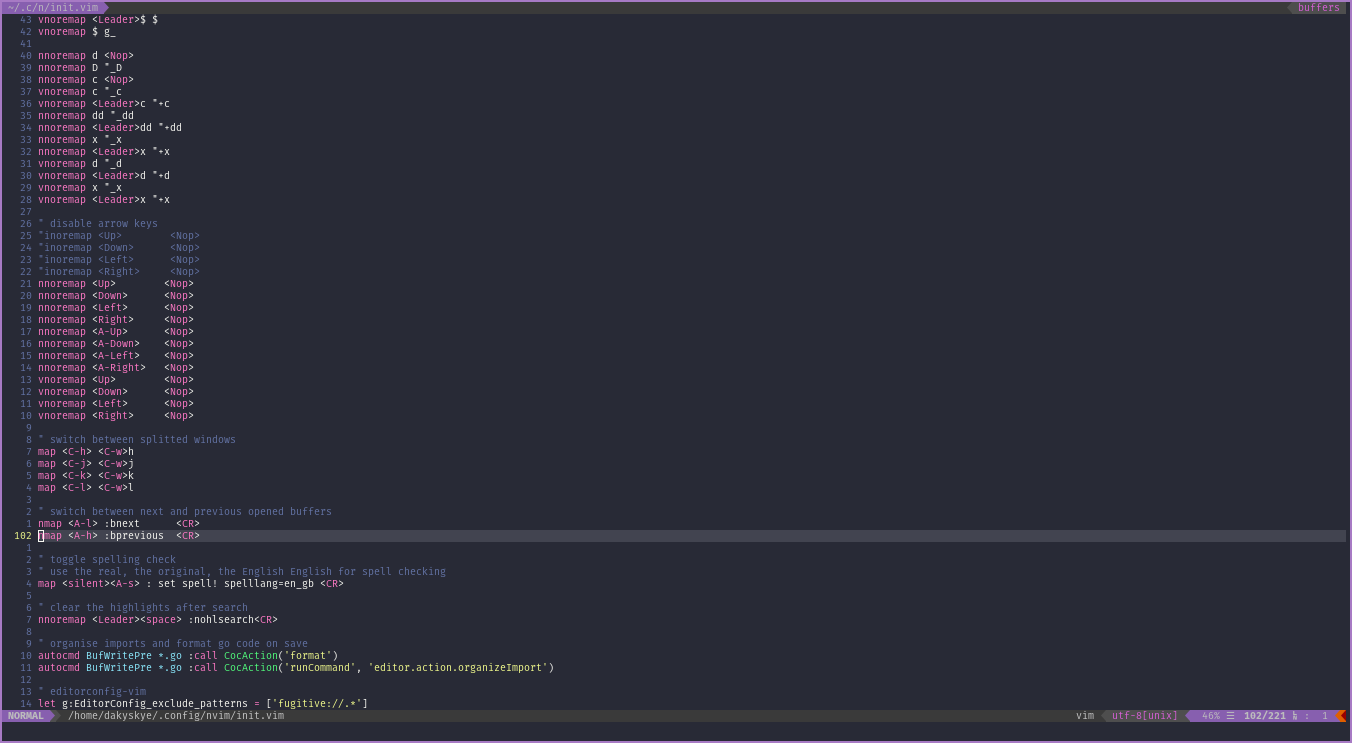 ~/.c/n/init.vim buffers
43 vnoremap <Leader>$ $
42 vnoremap $ g_
41
40 nnoremap d <Nop>
39 nnoremap D "_D
38 nnoremap c <Nop>
37 vnoremap c "_c
36 vnoremap <Leader>c "+c
35 nnoremap dd "_dd
34 nnoremap <Leader>dd "+dd
33 nnoremap x "_x
32 nnoremap <Leader>x "+x
31 vnoremap d "_d
30 vnoremap <Leader>d "+d
29 vnoremap x "_x
28 vnoremap <Leader>x "+x
27
26 " disable arrow keys
25 "inoremap <Up>        <Nop>
24 "inoremap <Down>      <Nop>
23 "inoremap <Left>      <Nop>
22 "inoremap <Right>     <Nop>
21 nnoremap <Up>        <Nop>
20 nnoremap <Down>      <Nop>
19 nnoremap <Left>      <Nop>
18 nnoremap <Right>     <Nop>
17 nnoremap <A-Up>      <Nop>
16 nnoremap <A-Down>    <Nop>
15 nnoremap <A-Left>    <Nop>
14 nnoremap <A-Right>   <Nop>
13 vnoremap <Up>        <Nop>
12 vnoremap <Down>      <Nop>
11 vnoremap <Left>      <Nop>
10 vnoremap <Right>     <Nop>
9
8 " switch between splitted windows
7 map <C-h> <C-w>h
6 map <C-j> <C-w>j
5 map <C-k> <C-w>k
4 map <C-l> <C-w>l
3
2 " switch between next and previous opened buffers
1 nmap <A-l> :bnext      <CR>
102 nmap <A-h> :bprevious  <CR>
1
2 " toggle spelling check
3 " use the real, the original, the English English for spell checking
4 map <silent><A-s> : set spell! spelllang=en_gb <CR>
5
6 " clear the highlights after search
7 nnoremap <Leader><space> :nohlsearch<CR>
8
9 " organise imports and format go code on save
10 autocmd BufWritePre *.go :call CocAction('format')
11 autocmd BufWritePre *.go :call CocAction('runCommand', 'editor.action.organizeImport')
12
13 " editorconfig-vim
14 let g:EditorConfig_exclude_patterns = ['fugitive://.*']
NORMAL /home/dakyskye/.config/nvim/init.vim vim utf-8[unix] 46% ☰ 102/221 ㏑ : 1